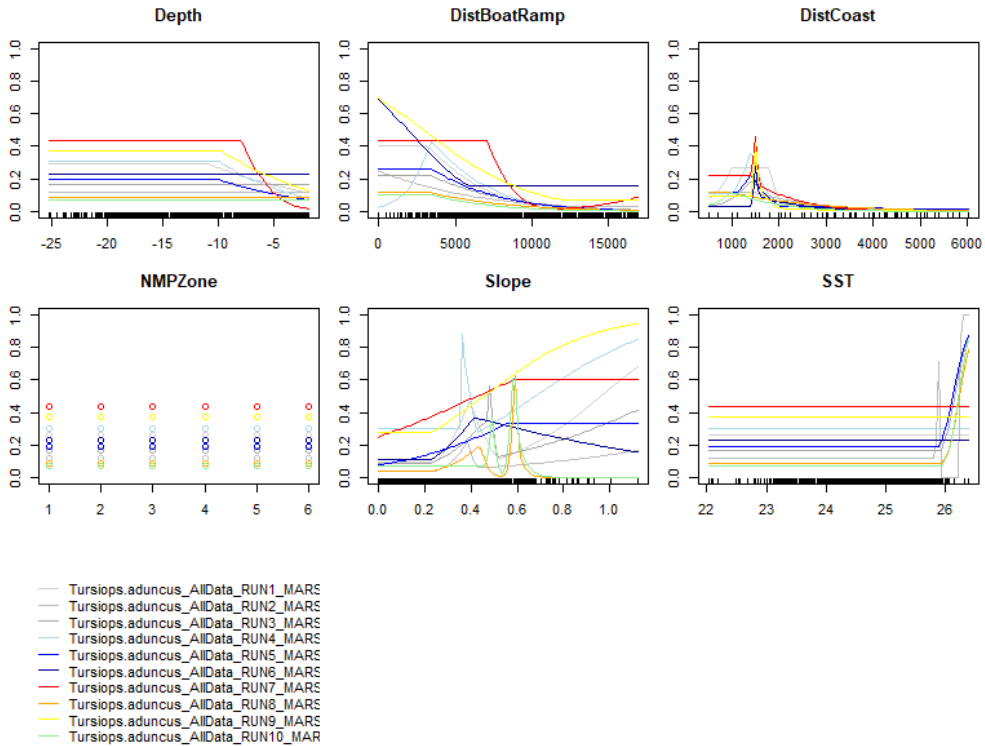 Depth
DistBoatRamp
DistCoast
0.0 0.2 0.4 0.6 0.8 1.0
0.0 0.2 0.4 0.6 0.8 1.0
0.0 0.2 0.4 0.6 0.8 1.0
-25 -20 -15 -10 -5
0 5000 10000 15000
1000 2000 3000 4000 5000 6000
NMPZone
Slope
SST
0.0 0.2 0.4 0.6 0.8 1.0
0.0 0.2 0.4 0.6 0.8 1.0
0.0 0.2 0.4 0.6 0.8 1.0
1 2 3 4 5 6
0.0 0.2 0.4 0.6 0.8 1.0
22 23 24 25 26
Tursiops.aduncus_AllData_RUN1_MARS
Tursiops.aduncus_AllData_RUN2_MARS
Tursiops.aduncus_AllData_RUN3_MARS
Tursiops.aduncus_AllData_RUN4_MARS
Tursiops.aduncus_AllData_RUN5_MARS
Tursiops.aduncus_AllData_RUN6_MARS
Tursiops.aduncus_AllData_RUN7_MARS
Tursiops.aduncus_AllData_RUN8_MARS
Tursiops.aduncus_AllData_RUN9_MARS
Tursiops.aduncus_AllData_RUN10_MAR